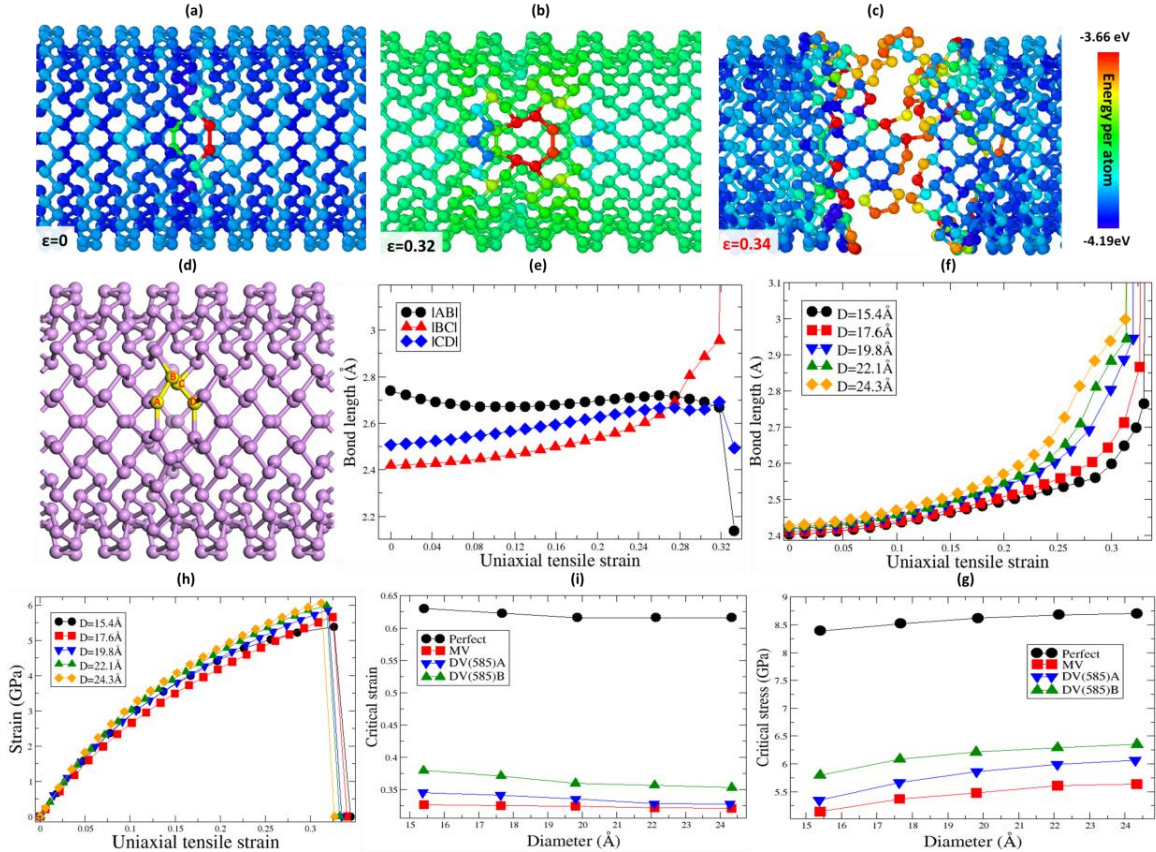 (a)
(b)
(c)
ε=0
ε=0.32
ε=0.34
-3.66 eV
Energy per atom
-4.19eV
(d)
(e)
(f)
B
C
A
D
|AB|
|BC|
|CD|
Bond length (Å)
3
2.8
2.6
2.4
2.2
0 0.04 0.08 0.12 0.16 0.20 0.24 0.28 0.32
Uniaxial tensile strain
D=15.4Å
D=17.6Å
D=19.8Å
D=22.1Å
D=24.3Å
Bond length (Å)
3.1
3
2.9
2.8
2.7
2.6
2.5
2.4
0 0.05 0.1 0.15 0.2 0.25 0.3
Uniaxial tensile strain
(h)
(i)
(g)
D=15.4Å
D=17.6Å
D=19.8Å
D=22.1Å
D=24.3Å
Strain (GPa)
6
5
4
3
2
1
0
0 0.05 0.1 0.15 0.2 0.25 0.3
Uniaxial tensile strain
Perfect
MV
DV(585)A
DV(585)B
Critical strain
0.65
0.6
0.55
0.5
0.45
0.4
0.35
15 16 17 18 19 20 21 22 23 24
Diameter (Å)
Perfect
MV
DV(585)A
DV(585)B
Critical stress (GPa)
9
8.5
8
7.5
7
6.5
6
5.5
15 16 17 18 19 20 21 22 23 24
Diameter (Å)